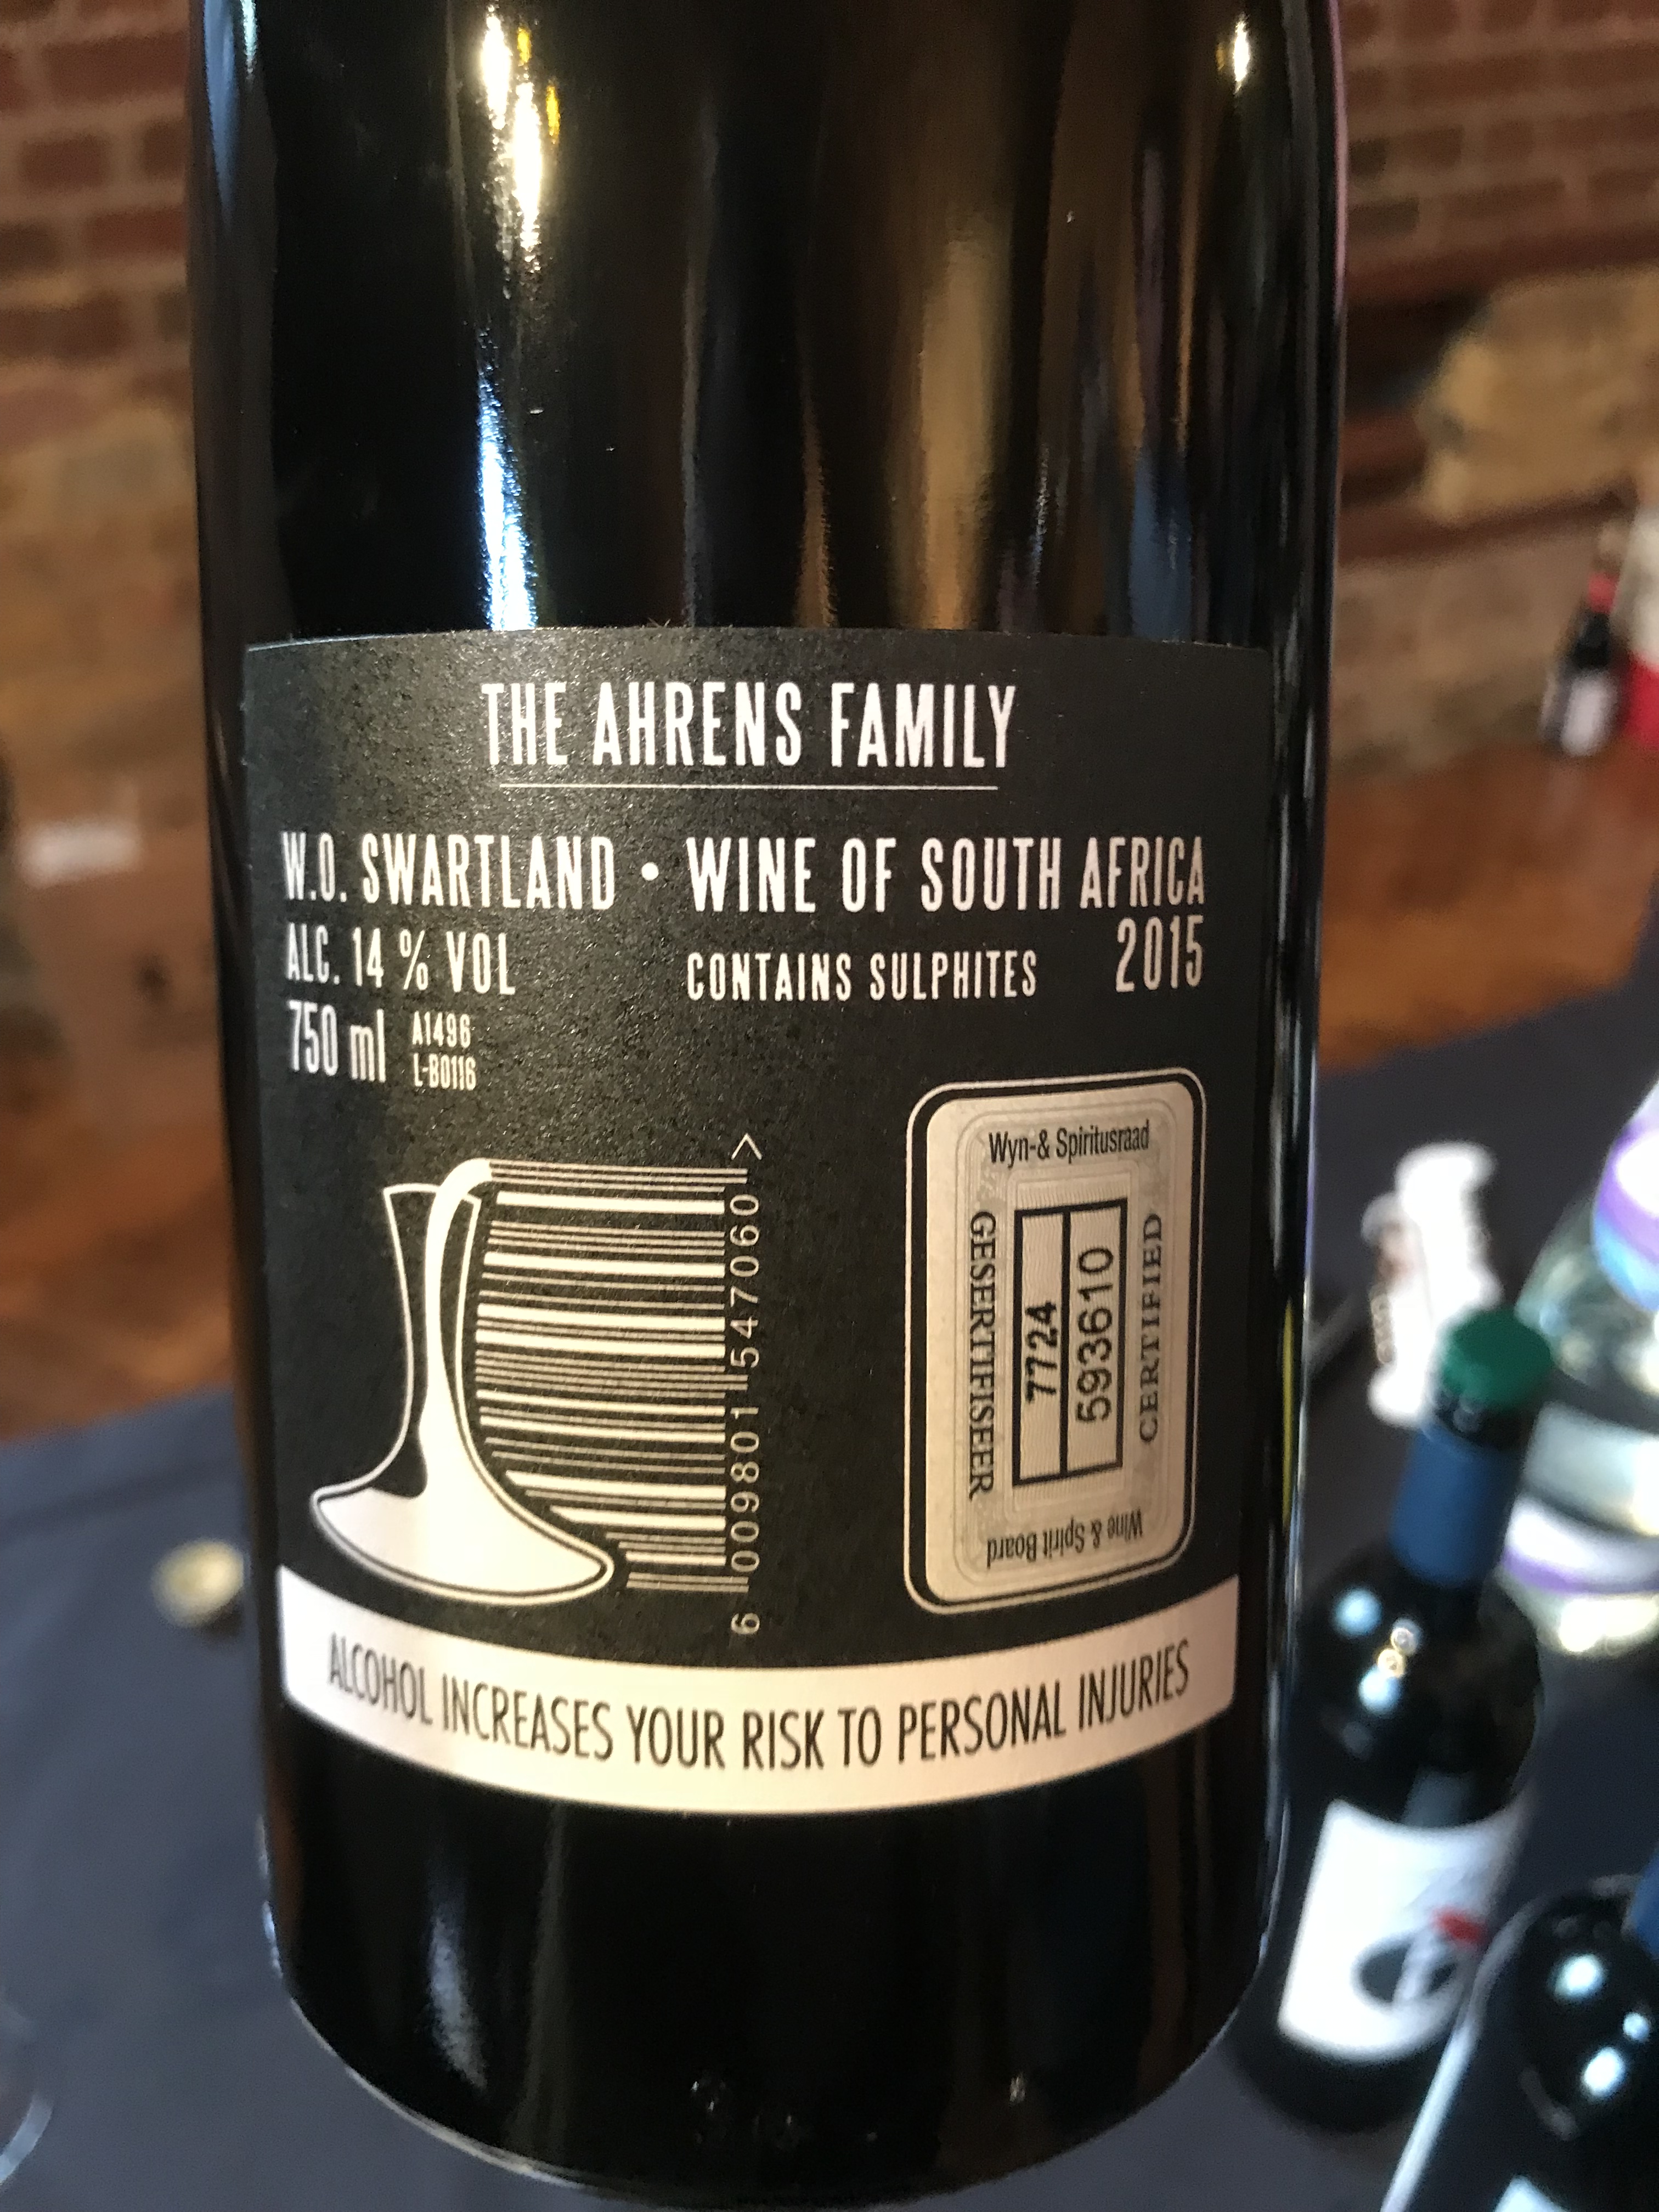 THE AHRENS FAMILY
W.O. SWARTLAND • WINE OF SOUTH AFRICA
ALC. 14 % VOL
CONTAINS SULPHITES
2015
750 ml
A1496
L-B0116
6 009801 547060 >
Wyn-& Spiritusraad
GESERTIFISEER
7724
593610
CERTIFIED
Wine & Spirit Board
ALCOHOL INCREASES YOUR RISK TO PERSONAL INJURIES